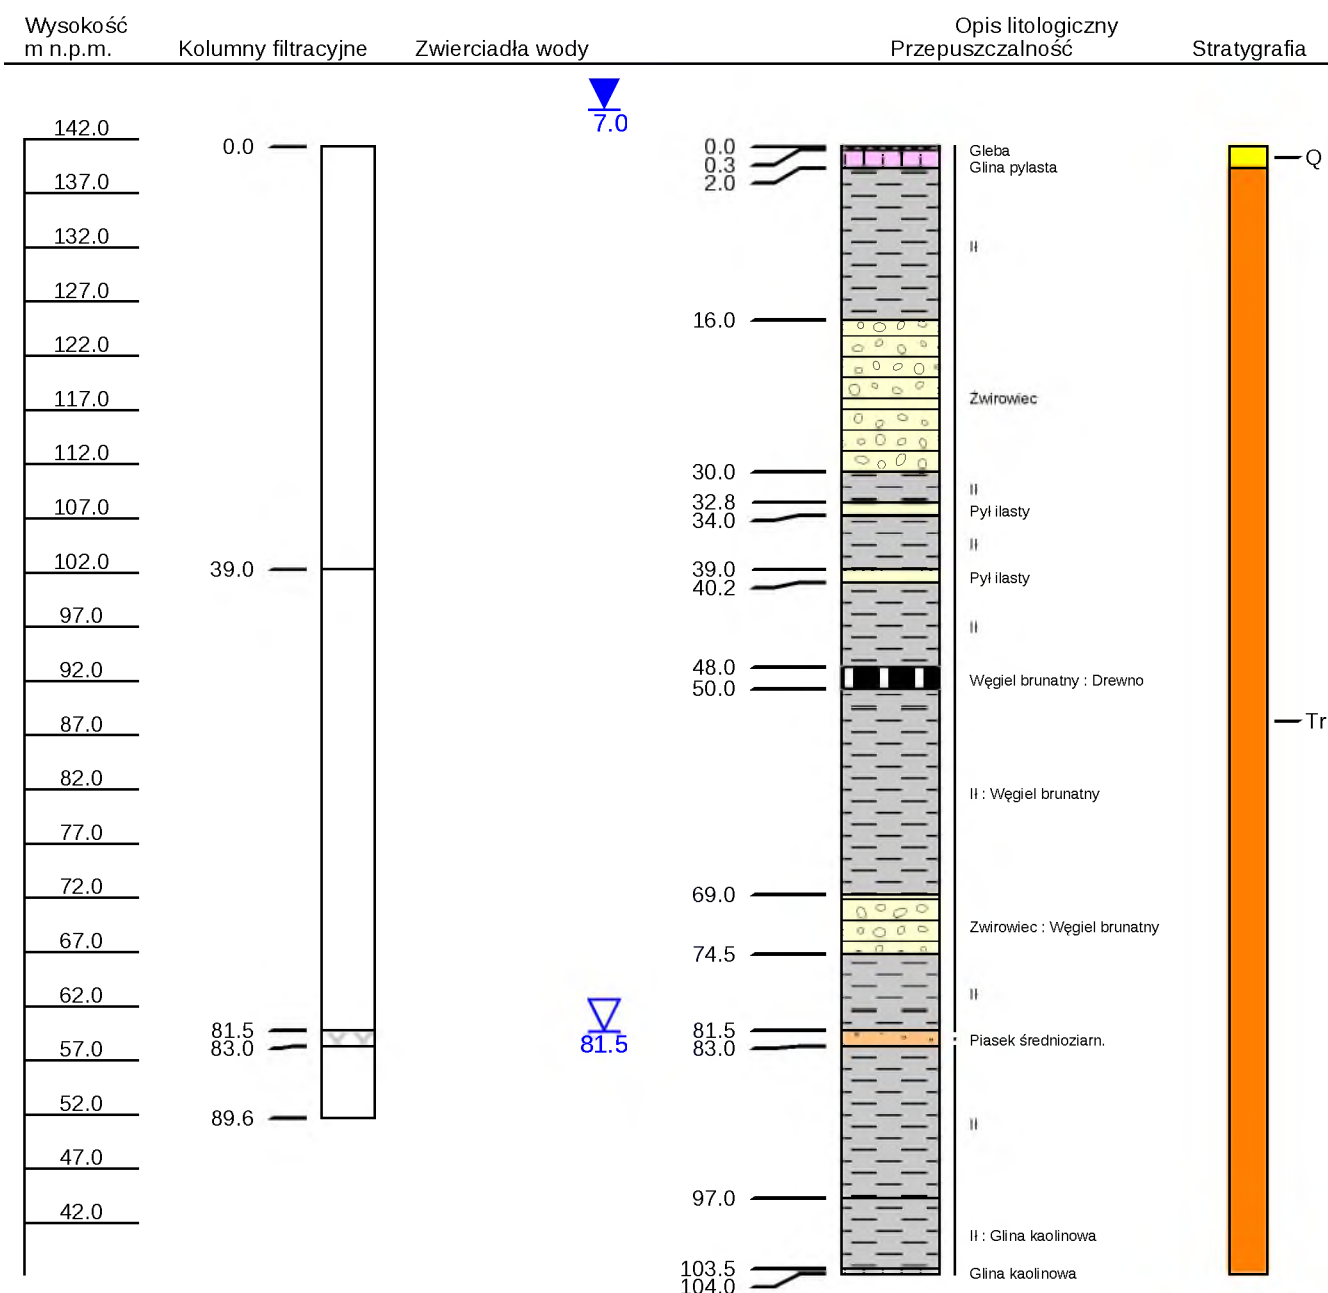 Wysokość
m n.p.m.
Kolumny filtracyjne
Zwierciadła wody
Opis litologiczny
Przepuszczalność
Stratygrafia
142.0
137.0
132.0
127.0
122.0
117.0
112.0
107.0
102.0
97.0
92.0
87.0
82.0
77.0
72.0
67.0
62.0
57.0
52.0
47.0
42.0
0.0
39.0
81.5
83.0
89.6
7.0
81.5
0.0
0.3
2.0
16.0
30.0
32.8
34.0
39.0
40.2
48.0
50.0
69.0
74.5
81.5
83.0
97.0
103.5
104.0
Gleba
Glina pylasta
Ił
Żwirowiec
Ił
Pył ilasty
Ił
Pył ilasty
Ił
Węgiel brunatny : Drewno
Ił : Węgiel brunatny
Żwirowiec : Węgiel brunatny
Ił
Piasek średnioziarn.
Ił
Ił : Glina kaolinowa
Glina kaolinowa
Q
Tr